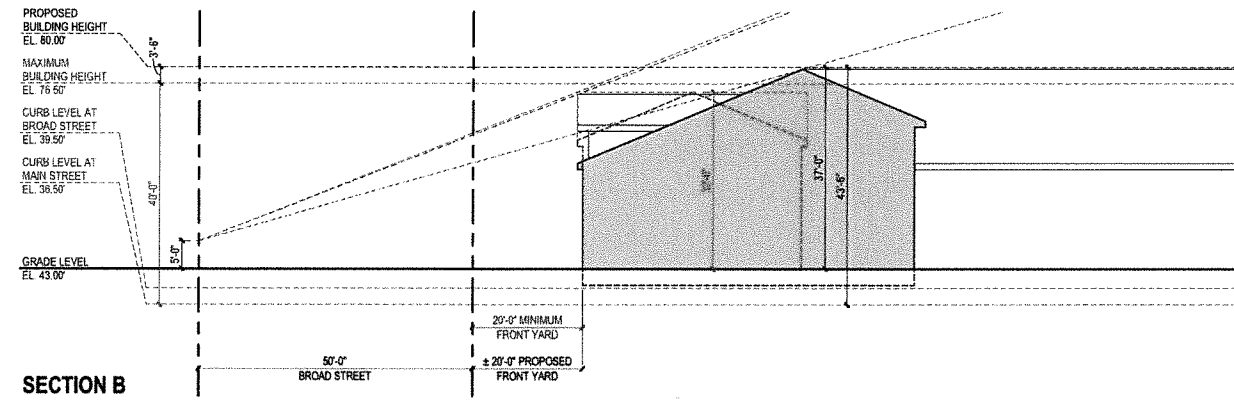 PROPOSED
BUILDING HEIGHT
EL. 80.00'
3'-6"
MAXIMUM
BUILDING HEIGHT
EL. 76.50'
CURB LEVEL AT
BROAD STREET
EL. 39.50'
CURB LEVEL AT
MAIN STREET
EL. 36.50'
40'-0"
5'-0"
37'-0"
43'-6"
GRADE LEVEL
EL. 43.00'
20'-0" MINIMUM
FRONT YARD
50'-0"
BROAD STREET
± 20'-0" PROPOSED
FRONT YARD
SECTION B